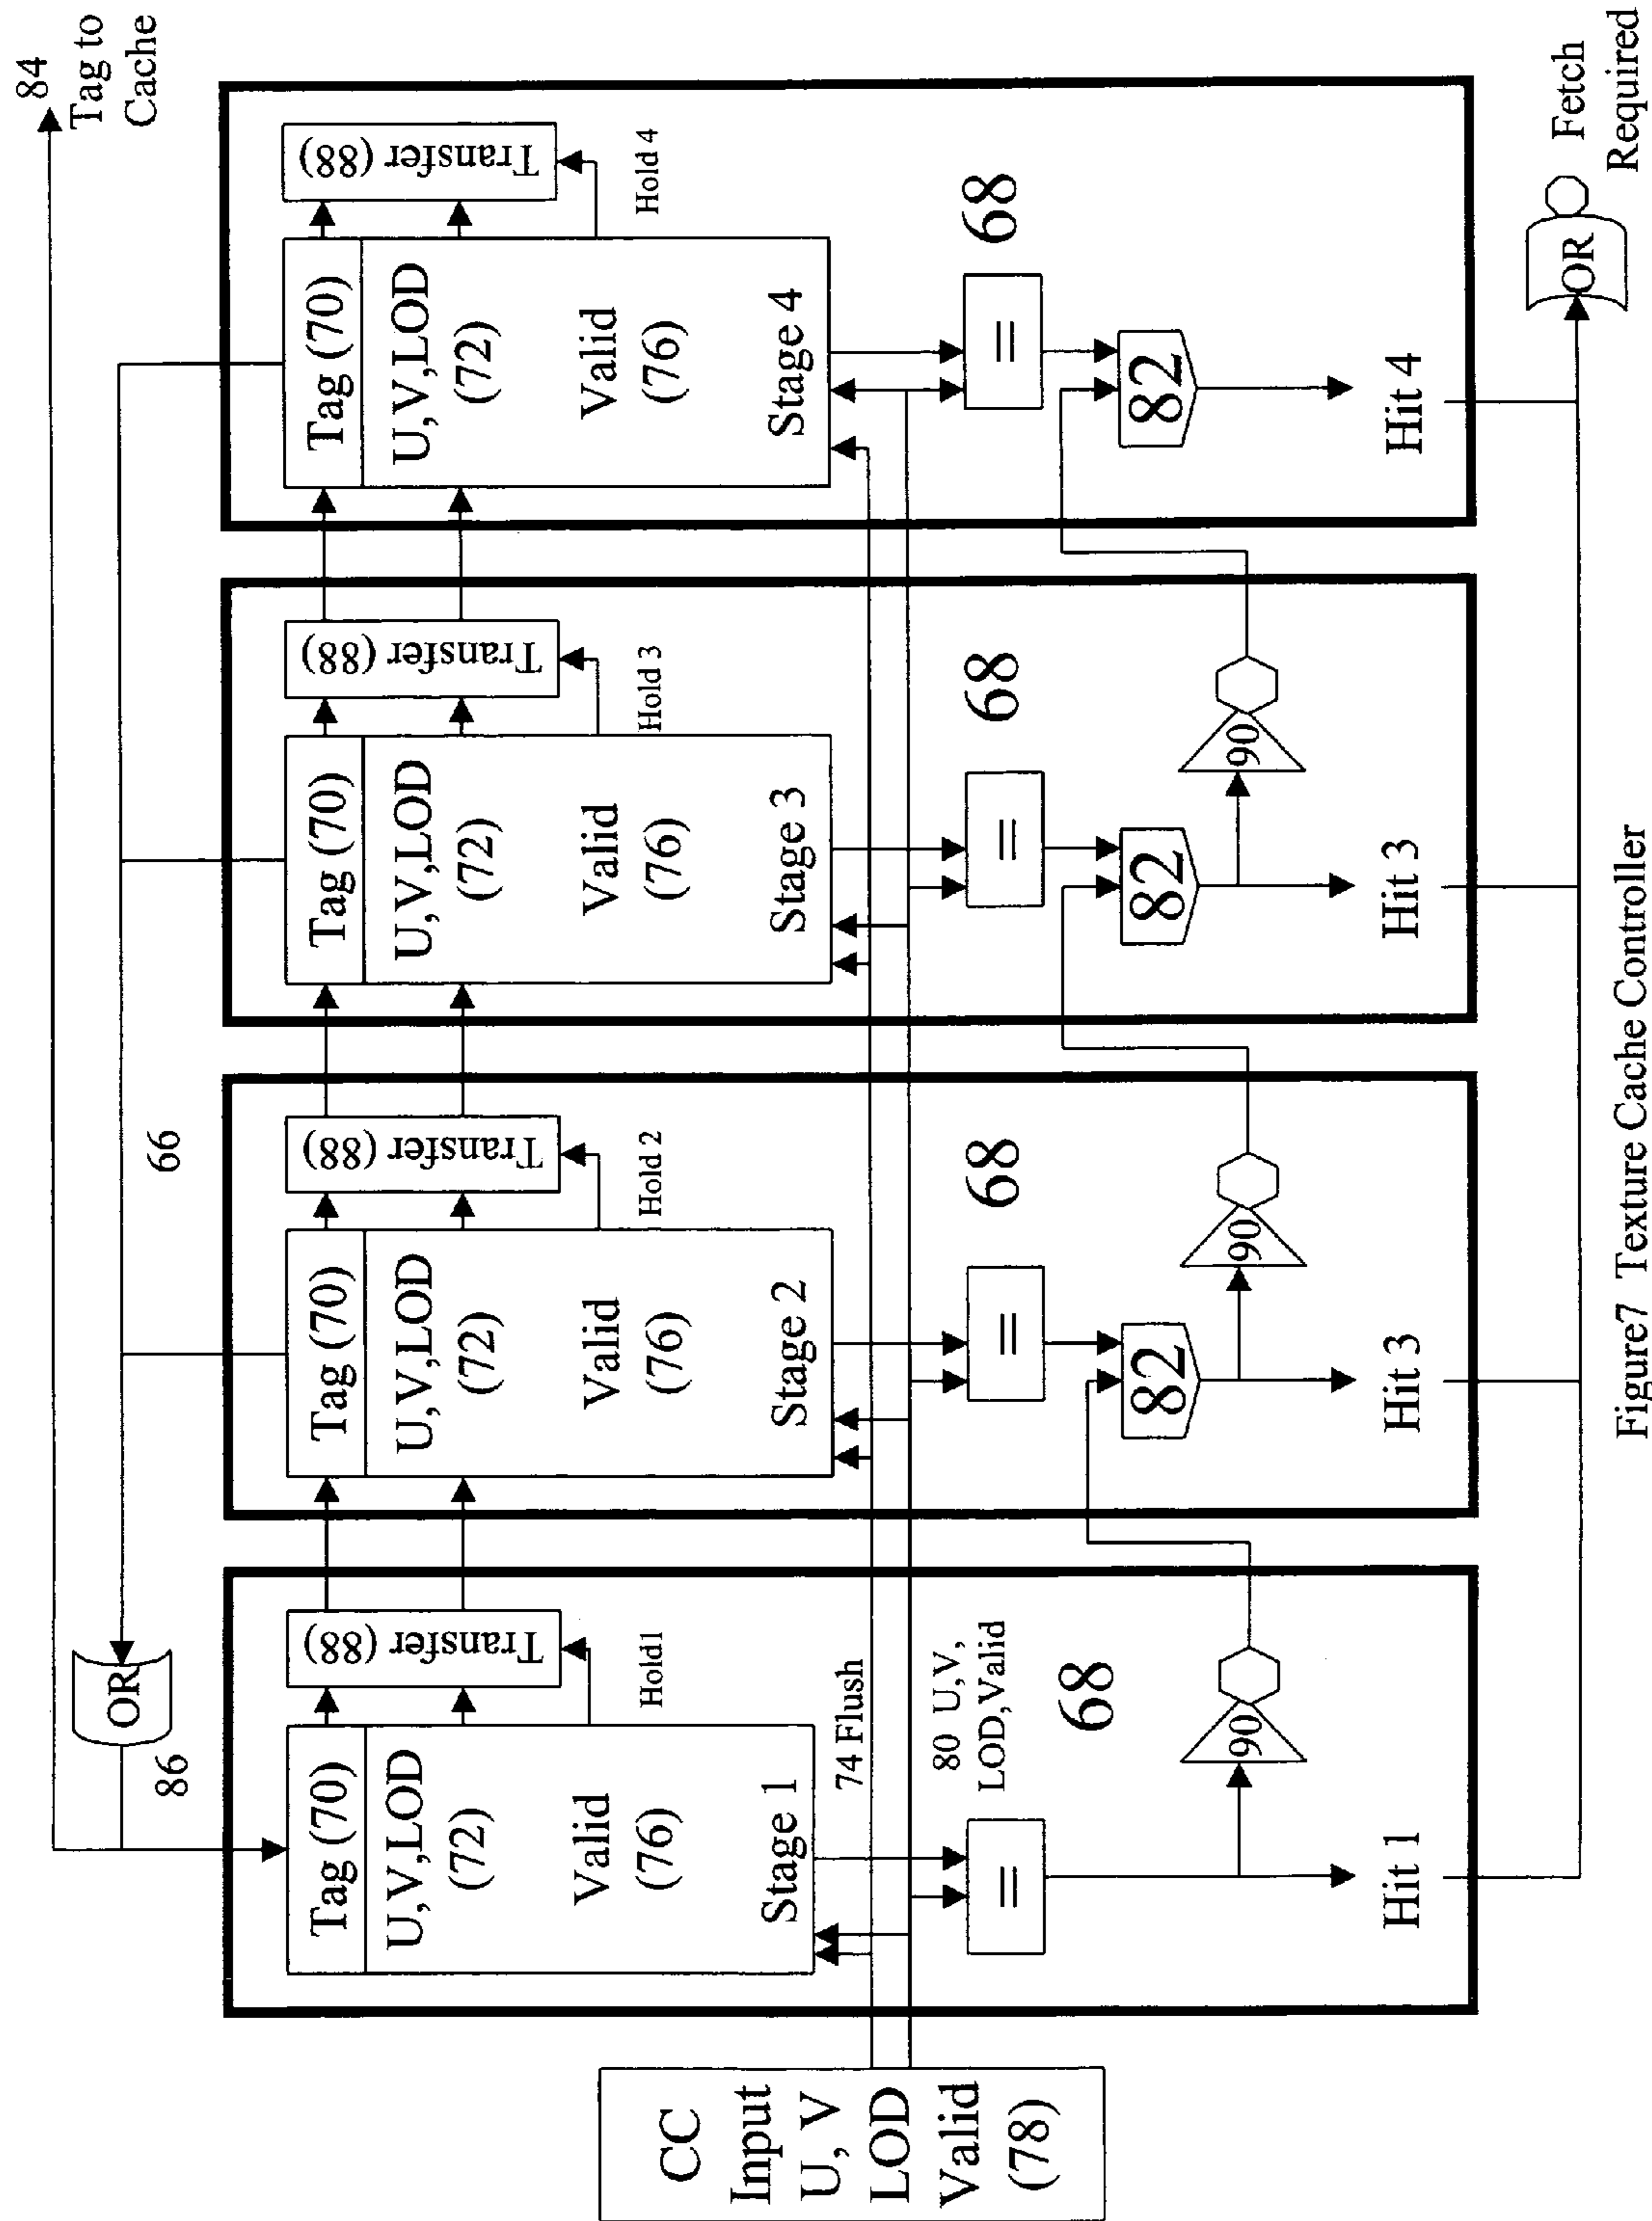 84
Tag to
Cache
66
OR
86
Tag (70)
U,V,LOD
(72)
Valid
(76)
Stage 1
Transfer (88)
Hold1
74 Flush
80 U,V,
LOD,Valid
=
68
90
Hit 1
Tag (70)
U,V,LOD
(72)
Valid
(76)
Stage 2
Transfer (88)
Hold 2
=
68
82
90
Hit 3
Tag (70)
U,V,LOD
(72)
Valid
(76)
Stage 3
Transfer (88)
Hold 3
=
68
82
90
Hit 3
Tag (70)
U,V,LOD
(72)
Valid
(76)
Stage 4
Transfer (88)
Hold 4
=
68
82
Hit 4
CC
Input
U, V
LOD
Valid
(78)
OR
Fetch
Required
Figure7 Texture Cache Controller